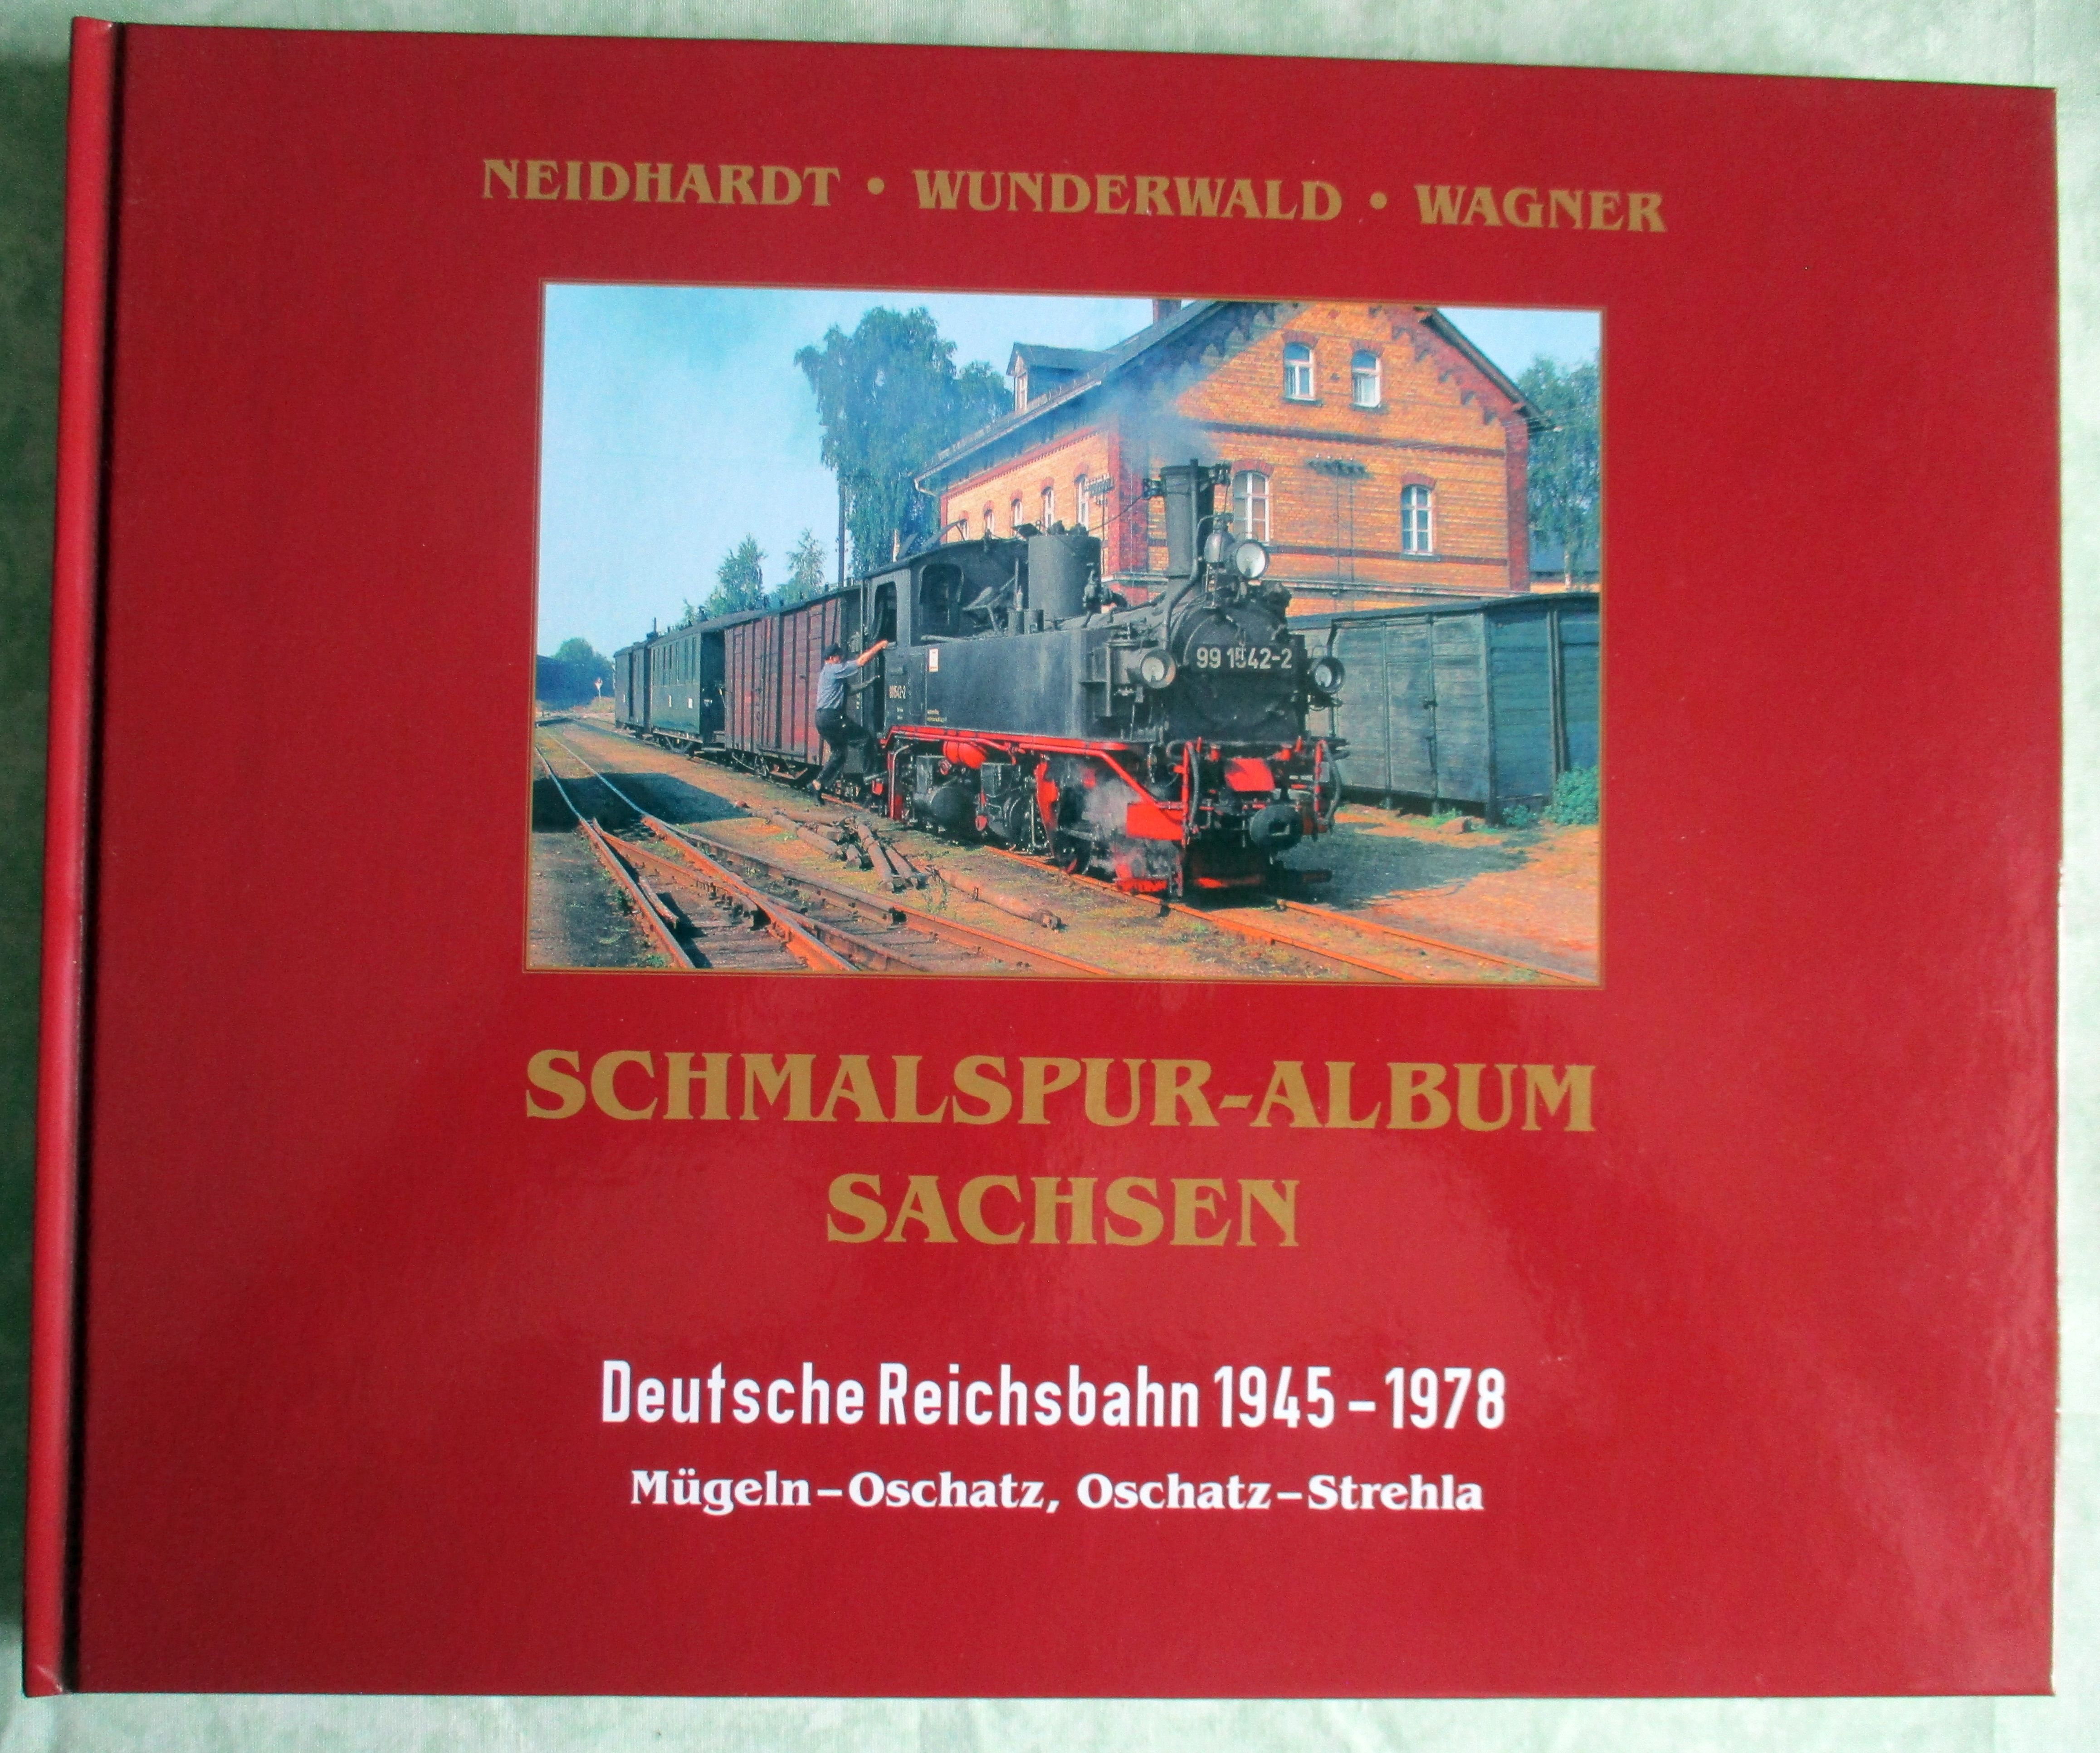 NEIDHARDT • WUNDERWALD • WAGNER
99 1542-2
SCHMALSPUR-ALBUM
SACHSEN
Deutsche Reichsbahn 1945 – 1978
Mügeln – Oschatz, Oschatz – Strehla